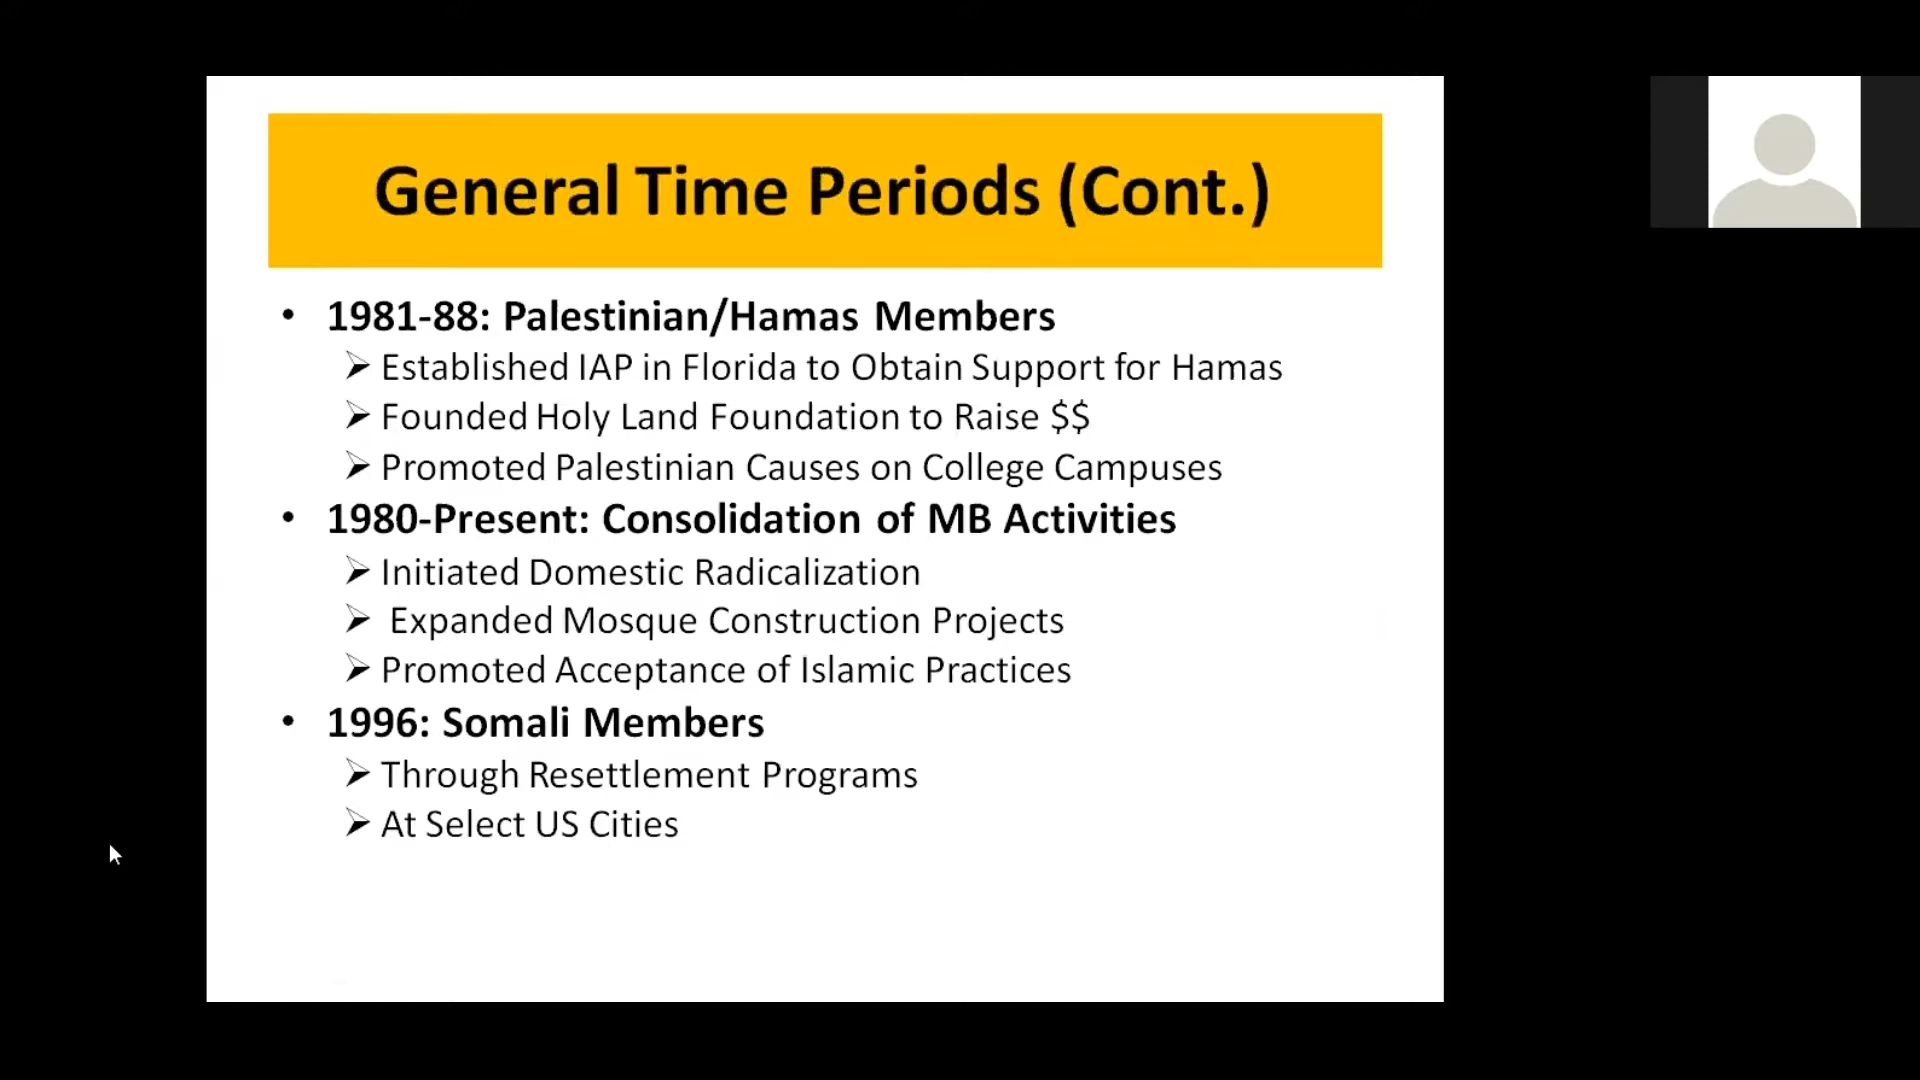 General Time Periods (Cont.)
• 1981-88: Palestinian/Hamas Members
➢ Established IAP in Florida to Obtain Support for Hamas
➢ Founded Holy Land Foundation to Raise $$
➢ Promoted Palestinian Causes on College Campuses
• 1980-Present: Consolidation of MB Activities
➢ Initiated Domestic Radicalization
➢ Expanded Mosque Construction Projects
➢ Promoted Acceptance of Islamic Practices
• 1996: Somali Members
➢ Through Resettlement Programs
➢ At Select US Cities